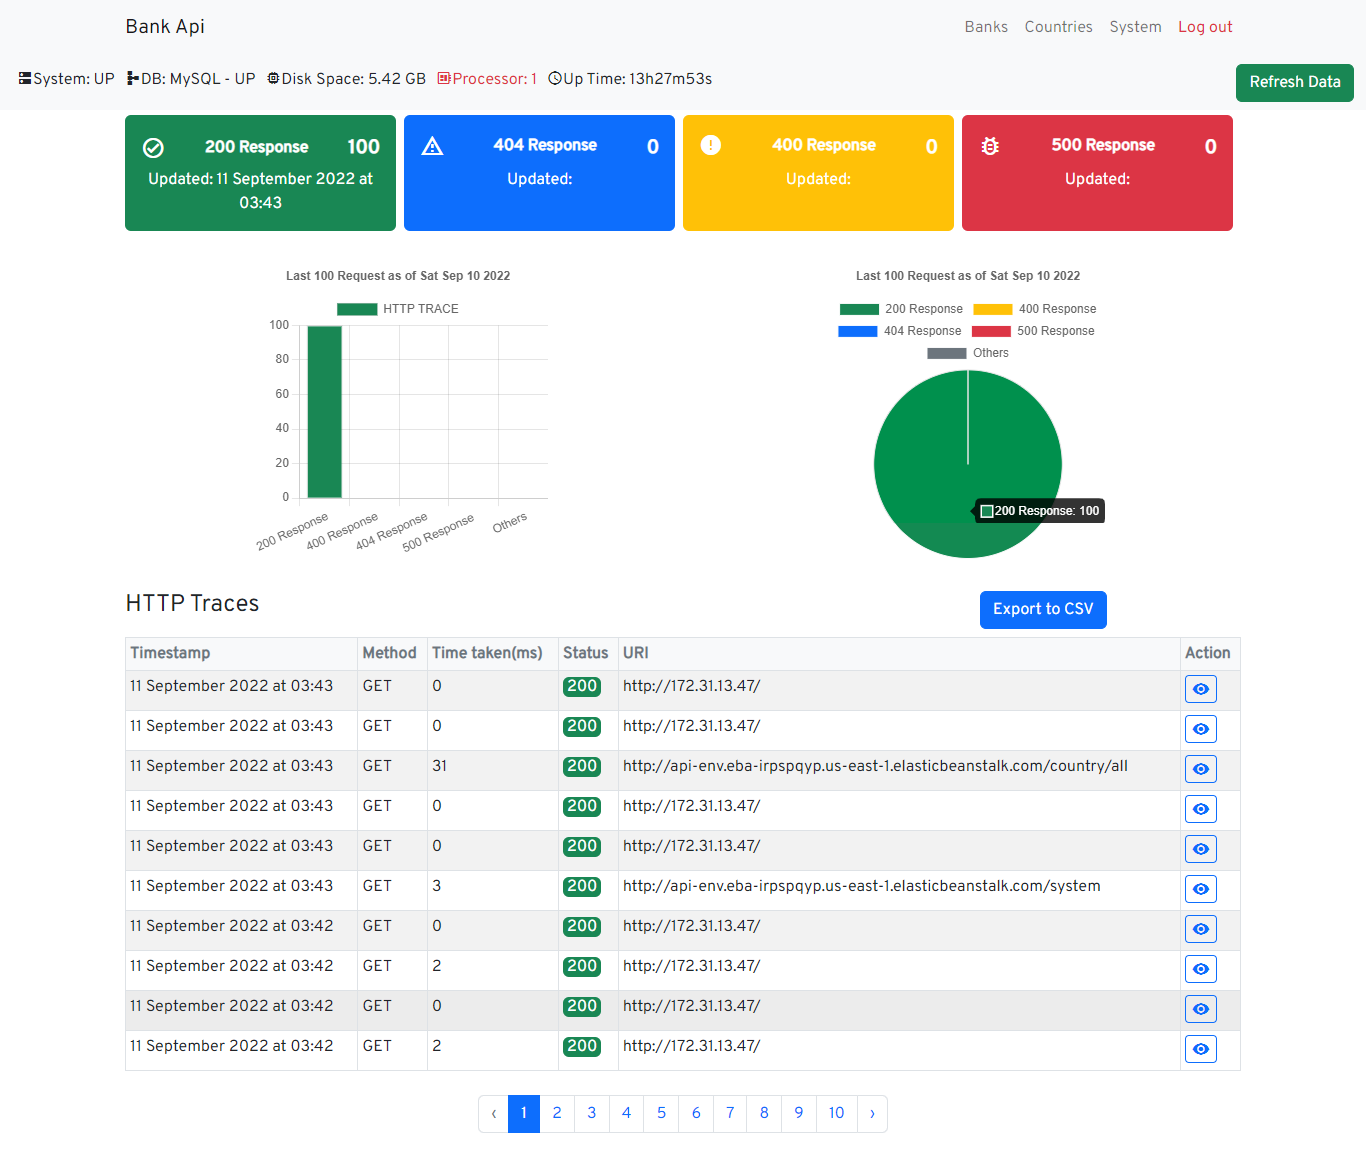 Bank Api
Banks Countries System Log out
System: UP DB: MySQL - UP Disk Space: 5.42 GB Processor: 1 Up Time: 13h27m53s
Refresh Data
200 Response 100
Updated: 11 September 2022 at
03:43
404 Response 0
Updated:
400 Response 0
Updated:
500 Response 0
Updated:
Last 100 Request as of Sat Sep 10 2022
HTTP TRACE
100
80
60
40
20
0
200 Response
400 Response
404 Response
500 Response
Others
Last 100 Request as of Sat Sep 10 2022
200 Response 400 Response
404 Response 500 Response
Others
200 Response: 100
HTTP Traces
Export to CSV
Timestamp Method Time taken(ms) Status URI Action
11 September 2022 at 03:43 GET 0 200 http://172.31.13.47/
11 September 2022 at 03:43 GET 0 200 http://172.31.13.47/
11 September 2022 at 03:43 GET 31 200 http://api-env.eba-irpspqyp.us-east-1.elasticbeanstalk.com/country/all
11 September 2022 at 03:43 GET 0 200 http://172.31.13.47/
11 September 2022 at 03:43 GET 0 200 http://172.31.13.47/
11 September 2022 at 03:43 GET 3 200 http://api-env.eba-irpspqyp.us-east-1.elasticbeanstalk.com/system
11 September 2022 at 03:42 GET 0 200 http://172.31.13.47/
11 September 2022 at 03:42 GET 2 200 http://172.31.13.47/
11 September 2022 at 03:42 GET 0 200 http://172.31.13.47/
11 September 2022 at 03:42 GET 2 200 http://172.31.13.47/
‹ 1 2 3 4 5 6 7 8 9 10 ›